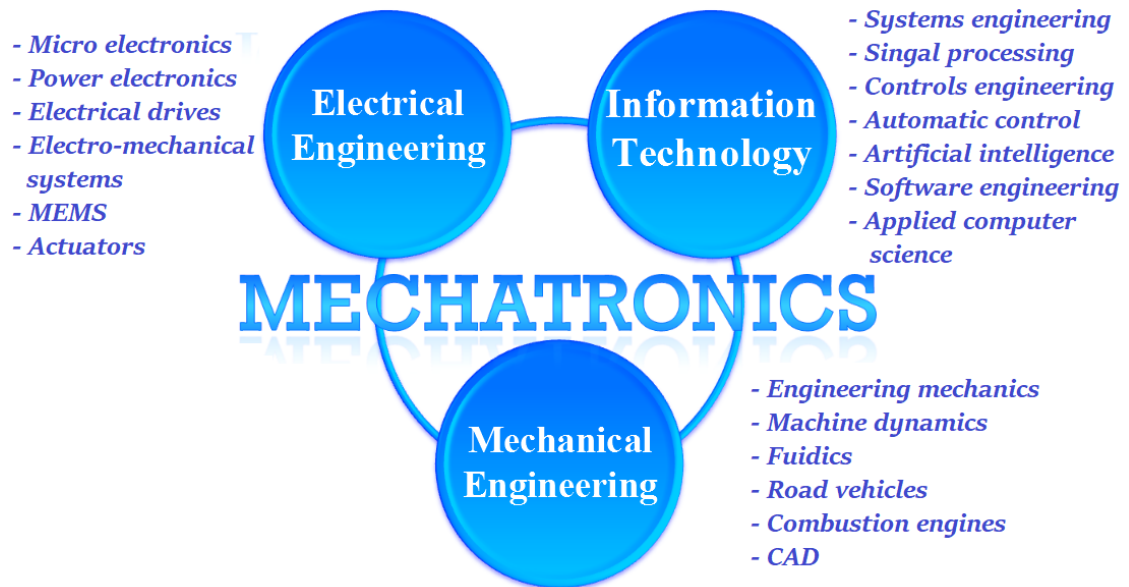 - Micro electronics
- Power electronics
- Electrical drives
- Electro-mechanical
systems
- MEMS
- Actuators
Electrical
Engineering
Information
Technology
- Systems engineering
- Singal processing
- Controls engineering
- Automatic control
- Artificial intelligence
- Software engineering
- Applied computer
science
MECHATRONICS
Mechanical
Engineering
- Engineering mechanics
- Machine dynamics
- Fuidics
- Road vehicles
- Combustion engines
- CAD